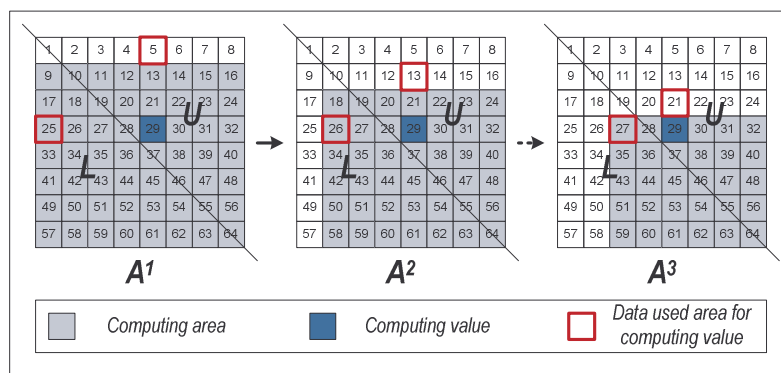 1 2 3 4 5 6 7 8
9 10 11 12 13 14 15 16
17 18 19 20 21 22 23 24
25 26 27 28 29 30 31 32
33 34 35 36 37 38 39 40
41 42 43 44 45 46 47 48
49 50 51 52 53 54 55 56
57 58 59 60 61 62 63 64
U
L
A¹
1 2 3 4 5 6 7 8
9 10 11 12 13 14 15 16
17 18 19 20 21 22 23 24
25 26 27 28 29 30 31 32
33 34 35 36 37 38 39 40
41 42 43 44 45 46 47 48
49 50 51 52 53 54 55 56
57 58 59 60 61 62 63 64
U
L
A²
1 2 3 4 5 6 7 8
9 10 11 12 13 14 15 16
17 18 19 20 21 22 23 24
25 26 27 28 29 30 31 32
33 34 35 36 37 38 39 40
41 42 43 44 45 46 47 48
49 50 51 52 53 54 55 56
57 58 59 60 61 62 63 64
U
L
A³
Computing area
Computing value
Data used area for
computing value